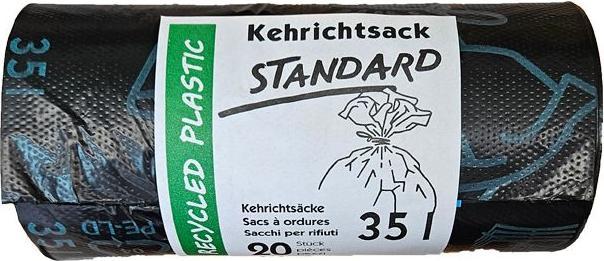 Kehrichtsack
STANDARD
RECYCLED PLASTIC
Kehrichtsäcke
Sacs à ordures
Sacchi per rifiuti
35 l
20 Stück
pièces
35 l
PE-LD
35